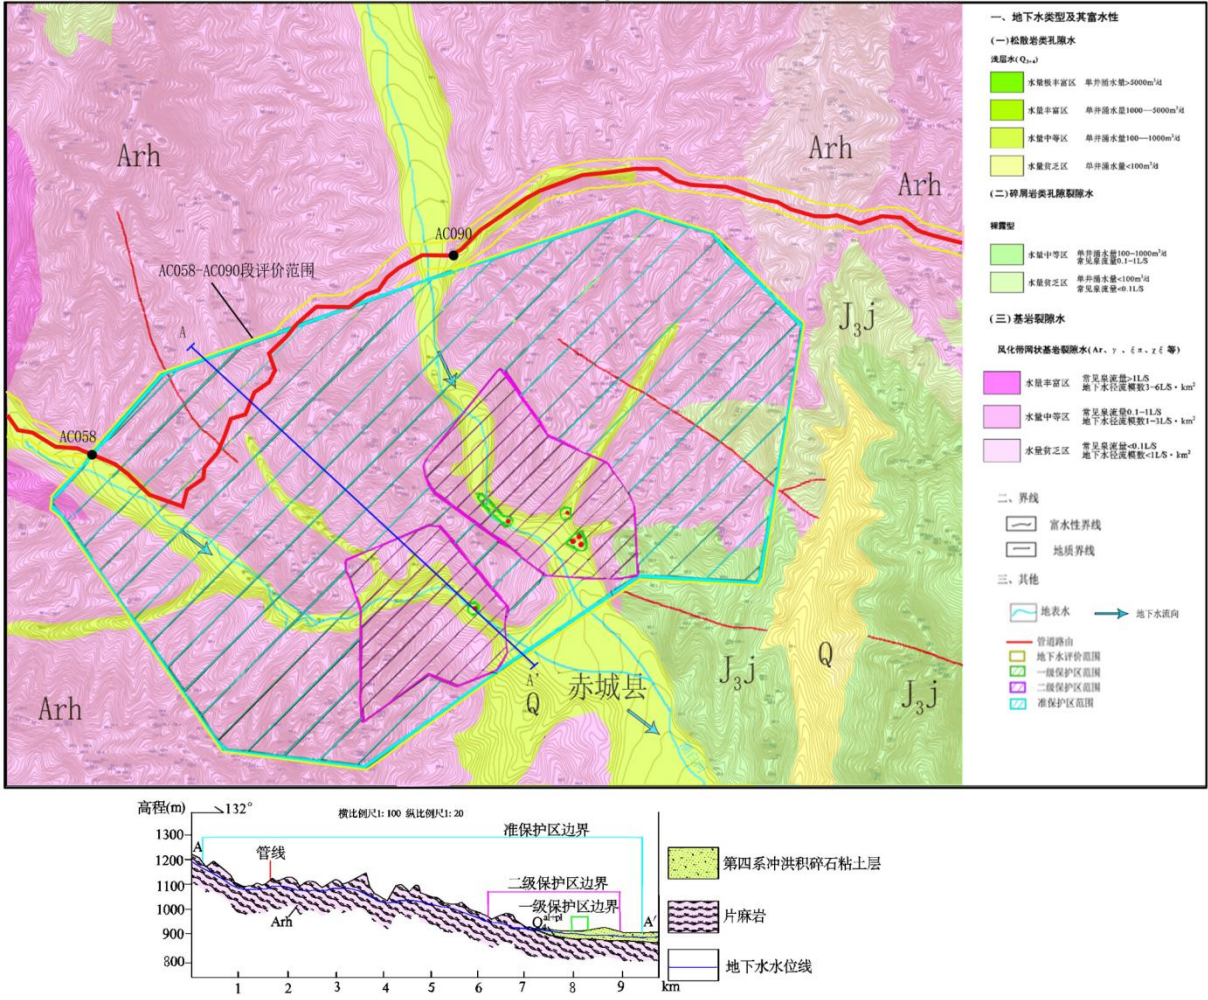 Arh
Arh
Arh
AC090
AC058-AC090段评价范围
A
J₃j
AC058
A'
Q
赤城县
J₃j
Q
J₃j
Arh
一、地下水类型及其富水性
(一)松散岩类孔隙水
浅层水(Q₃₊₄)
水量极丰富区 单井涌水量>5000m³/d
水量丰富区 单井涌水量1000—5000m³/d
水量中等区 单井涌水量100—1000m³/d
水量贫乏区 单井涌水量<100m³/d
(二)碎屑岩类孔隙裂隙水
裸露型
水量中等区 单井涌水量100-1000m³/d
常见泉流量0.1-1L/S
水量贫乏区 单井涌水量<100m³/d
常见泉流量<0.1L/S
(三)基岩裂隙水
风化带网状基岩裂隙水(Ar、γ、ξπ、χξ等)
水量丰富区 常见泉流量>1L/S
地下水径流模数3-6L/S·km²
水量中等区 常见泉流量0.1-1L/S
地下水径流模数1-3L/S·km²
水量贫乏区 常见泉流量<0.1L/S
地下水径流模数<1L/S·km²
二、界线
富水性界线
地质界线
三、其他
地表水 地下水流向
管道路由
地下水评价范围
一级保护区范围
二级保护区范围
准保护区范围
高程(m) 132°
横比例尺1:100 纵比例尺1:20
1300
1200
1100
1000
900
800
A
管线
Arh
准保护区边界
二级保护区边界
一级保护区边界
Q₄ᵃˡ⁺ᵖˡ
A'
1 2 3 4 5 6 7 8 9 km
第四系冲洪积碎石粘土层
片麻岩
地下水水位线